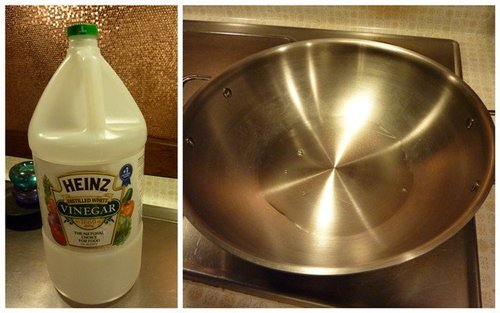 HEINZ
DISTILLED WHITE
VINEGAR
THE NATURAL
CHOICE
FOR FOOD